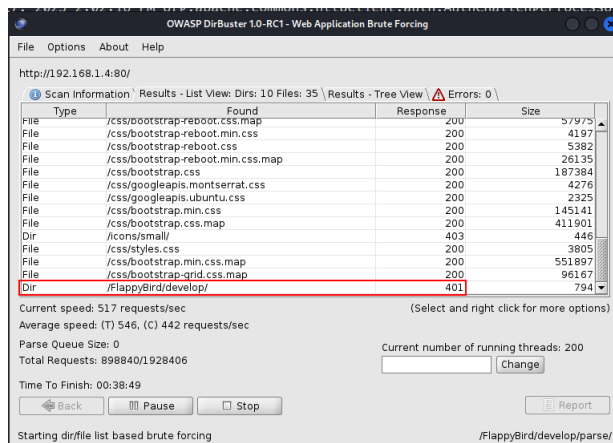 OWASP DirBuster 1.0-RC1 - Web Application Brute Forcing
File Options About Help
http://192.168.1.4:80/
Scan Information Results - List View: Dirs: 10 Files: 35 Results - Tree View Errors: 0
Type Found Response Size
File /css/bootstrap-reboot.css.map 200 57975
File /css/bootstrap-reboot.min.css 200 4197
File /css/bootstrap-reboot.css 200 5382
File /css/bootstrap-reboot.min.css.map 200 26135
File /css/bootstrap.css 200 187384
File /css/googleapis.montserrat.css 200 4276
File /css/googleapis.ubuntu.css 200 2325
File /css/bootstrap.min.css 200 145141
File /css/bootstrap.css.map 200 411901
Dir /icons/small/ 403 446
File /css/styles.css 200 3805
File /css/bootstrap.min.css.map 200 551897
File /css/bootstrap-grid.css.map 200 96167
Dir /FlappyBird/develop/ 401 794
Current speed: 517 requests/sec (Select and right click for more options)
Average speed: (T) 546, (C) 442 requests/sec
Parse Queue Size: 0 Current number of running threads: 200
Total Requests: 898840/1928406 Change
Time To Finish: 00:38:49
Back Pause Stop Report
Starting dir/file list based brute forcing /FlappyBird/develop/parse/